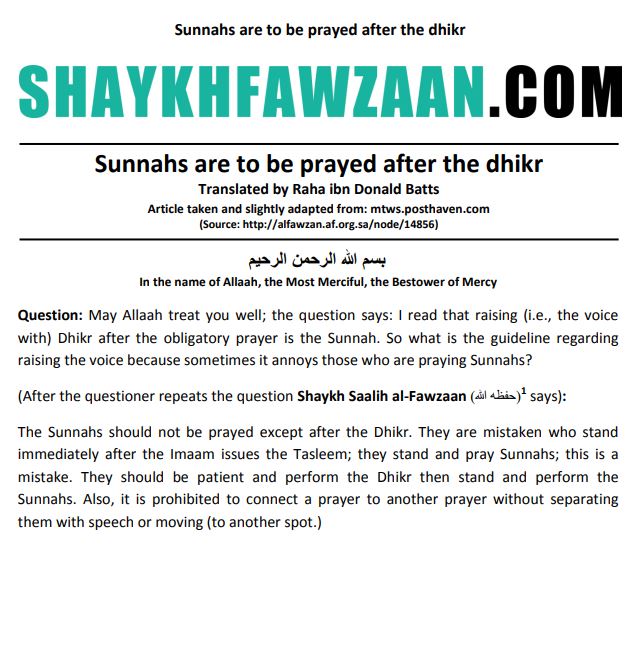 Sunnahs are to be prayed after the dhikr
SHAYKHFAWZAAN.COM
Sunnahs are to be prayed after the dhikr
Translated by Raha ibn Donald Batts
Article taken and slightly adapted from: mtws.posthaven.com
(Source: http://alfawzan.af.org.sa/node/14856)
بسم الله الرحمن الرحيم
In the name of Allaah, the Most Merciful, the Bestower of Mercy
Question: May Allaah treat you well; the question says: I read that raising (i.e., the voice
with) Dhikr after the obligatory prayer is the Sunnah. So what is the guideline regarding
raising the voice because sometimes it annoys those who are praying Sunnahs?
(After the questioner repeats the question Shaykh Saalih al-Fawzaan (حفظه الله)1 says):
The Sunnahs should not be prayed except after the Dhikr. They are mistaken who stand
immediately after the Imaam issues the Tasleem; they stand and pray Sunnahs; this is a
mistake. They should be patient and perform the Dhikr then stand and perform the
Sunnahs. Also, it is prohibited to connect a prayer to another prayer without separating
them with speech or moving (to another spot.)